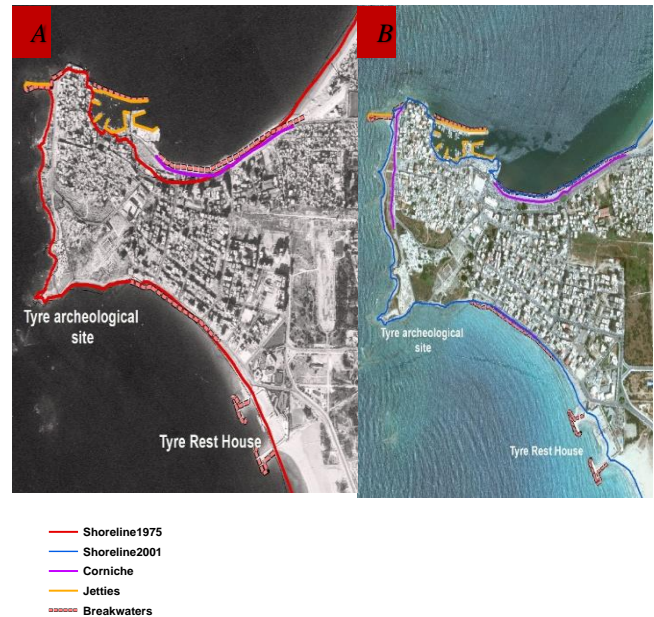 A
B
Tyre archeological
site
Tyre Rest House
Tyre archeological
site
Tyre Rest House
Shoreline1975
Shoreline2001
Corniche
Jetties
Breakwaters